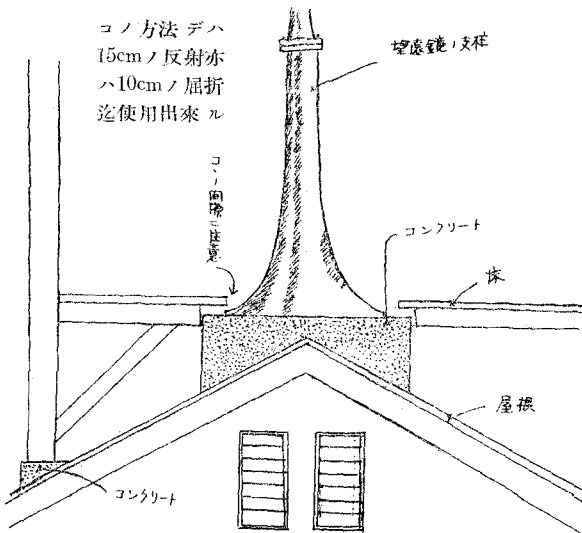 コノ方法デハ
15cmノ反射亦
ハ10cmノ屈折
迄使用出來ル
望遠鏡ノ支柱
コノ間隙ニ注意
コンクリート
床
屋根
コンクリート